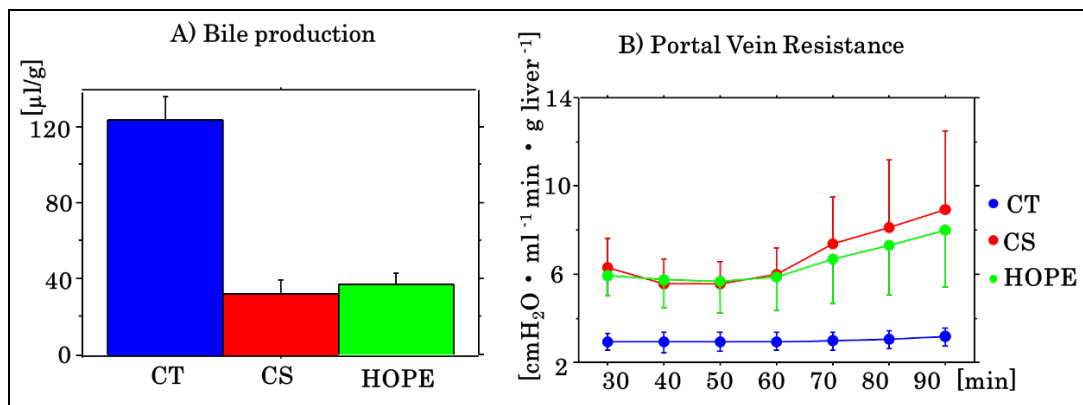 A) Bile production
[µl/g]
120
80
40
0
CT CS HOPE
B) Portal Vein Resistance
[cmH₂O • ml⁻¹ min • g liver⁻¹]
14
10
6
2
30 40 50 60 70 80 90 [min]
CT
CS
HOPE